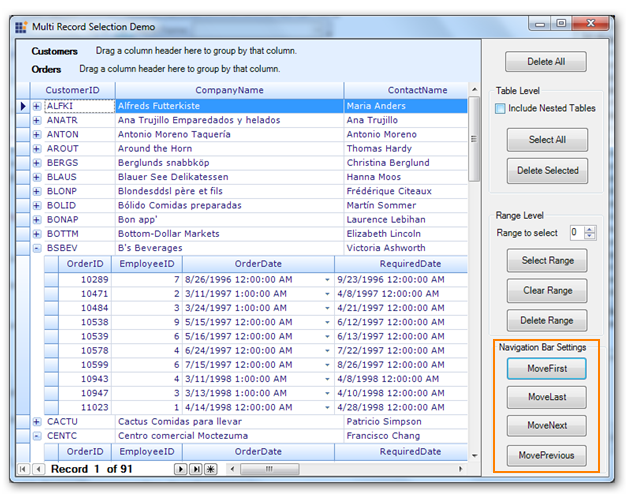 Multi Record Selection Demo
Customers Drag a column header here to group by that column.
Orders Drag a column header here to group by that column.
CustomerID CompanyName ContactName
ALFKI Alfreds Futterkiste Maria Anders
ANATR Ana Trujillo Emparedados y helados Ana Trujillo
ANTON Antonio Moreno Taquería Antonio Moreno
AROUT Around the Horn Thomas Hardy
BERGS Berglunds snabbköp Christina Berglund
BLAUS Blauer See Delikatessen Hanna Moos
BLONP Blondesddsl père et fils Frédérique Citeaux
BOLID Bólido Comidas preparadas Martín Sommer
BONAP Bon app' Laurence Lebihan
BOTTM Bottom-Dollar Markets Elizabeth Lincoln
BSBEV B's Beverages Victoria Ashworth
OrderID EmployeeID OrderDate RequiredDate
10289 7 8/26/1996 12:00:00 AM 9/23/1996 12:00:00 AM
10471 2 3/11/1997 1:00:00 AM 4/8/1997 12:00:00 AM
10484 3 3/24/1997 1:00:00 AM 4/21/1997 12:00:00 AM
10538 9 5/15/1997 12:00:00 AM 6/12/1997 12:00:00 AM
10539 6 5/16/1997 12:00:00 AM 6/13/1997 12:00:00 AM
10578 4 6/24/1997 12:00:00 AM 7/22/1997 12:00:00 AM
10599 6 7/15/1997 12:00:00 AM 8/26/1997 12:00:00 AM
10943 4 3/11/1998 1:00:00 AM 4/8/1998 12:00:00 AM
10947 3 3/13/1998 1:00:00 AM 4/10/1998 12:00:00 AM
11023 1 4/14/1998 12:00:00 AM 4/28/1998 12:00:00 AM
CACTU Cactus Comidas para llevar Patricio Simpson
CENTC Centro comercial Moctezuma Francisco Chang
OrderID EmployeeID OrderDate RequiredDate
Record 1 of 91
Delete All
Table Level
Include Nested Tables
Select All
Delete Selected
Range Level
Range to select 0
Select Range
Clear Range
Delete Range
Navigation Bar Settings
MoveFirst
MoveLast
MoveNext
MovePrevious